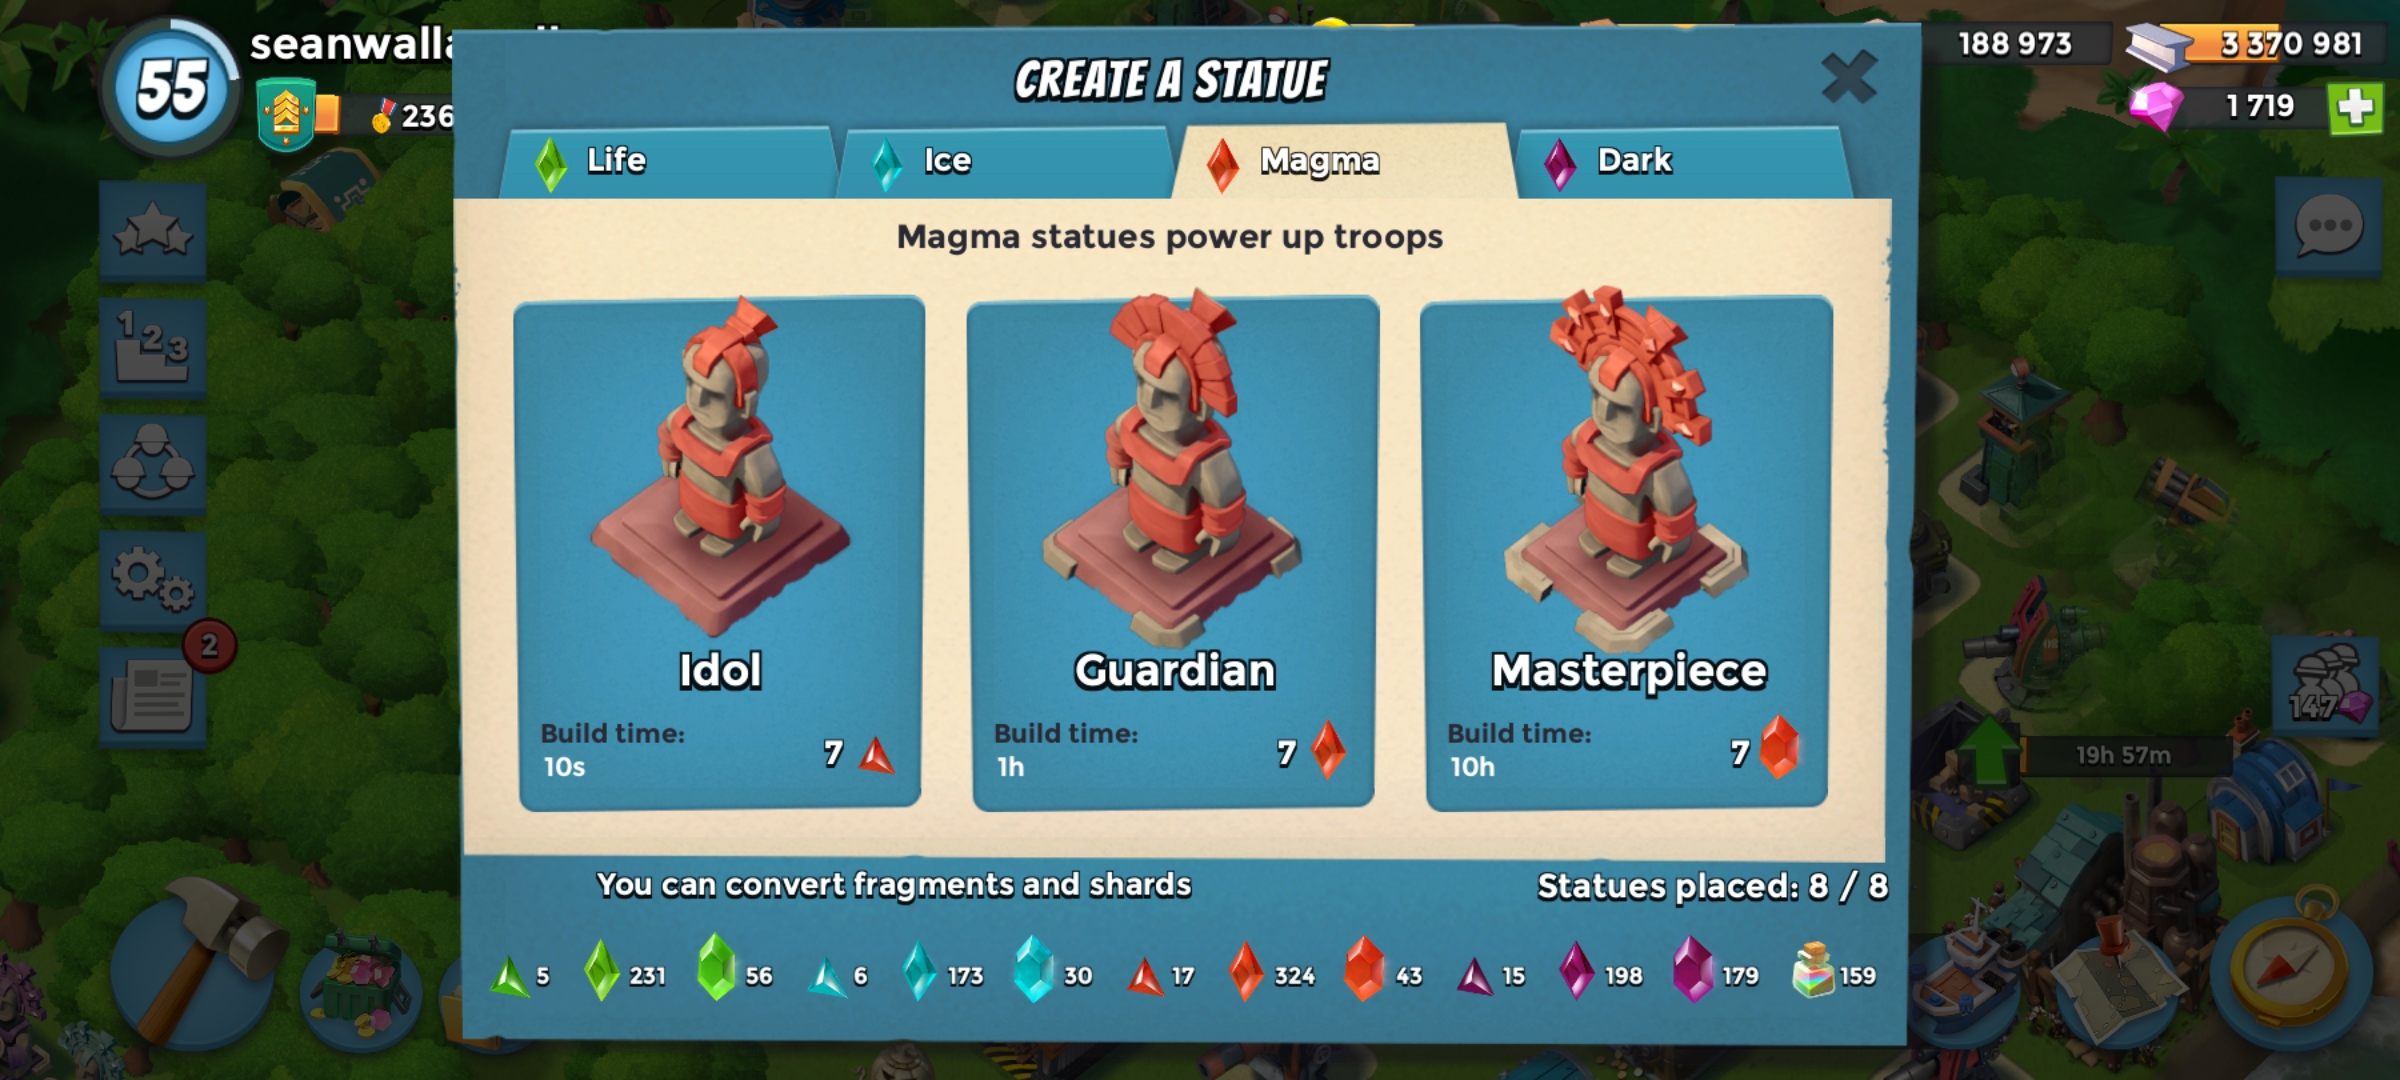 55
236
188 973
3 370 981
1 719
CREATE A STATUE
Life
Ice
Magma
Dark
Magma statues power up troops
1 2 3
2
Idol
Build time:
10s
7
Guardian
Build time:
1h
7
Masterpiece
Build time:
10h
7
147
19h 57m
You can convert fragments and shards
Statues placed: 8 / 8
5 231 56 6 173 30 17 324 43 15 198 179 159